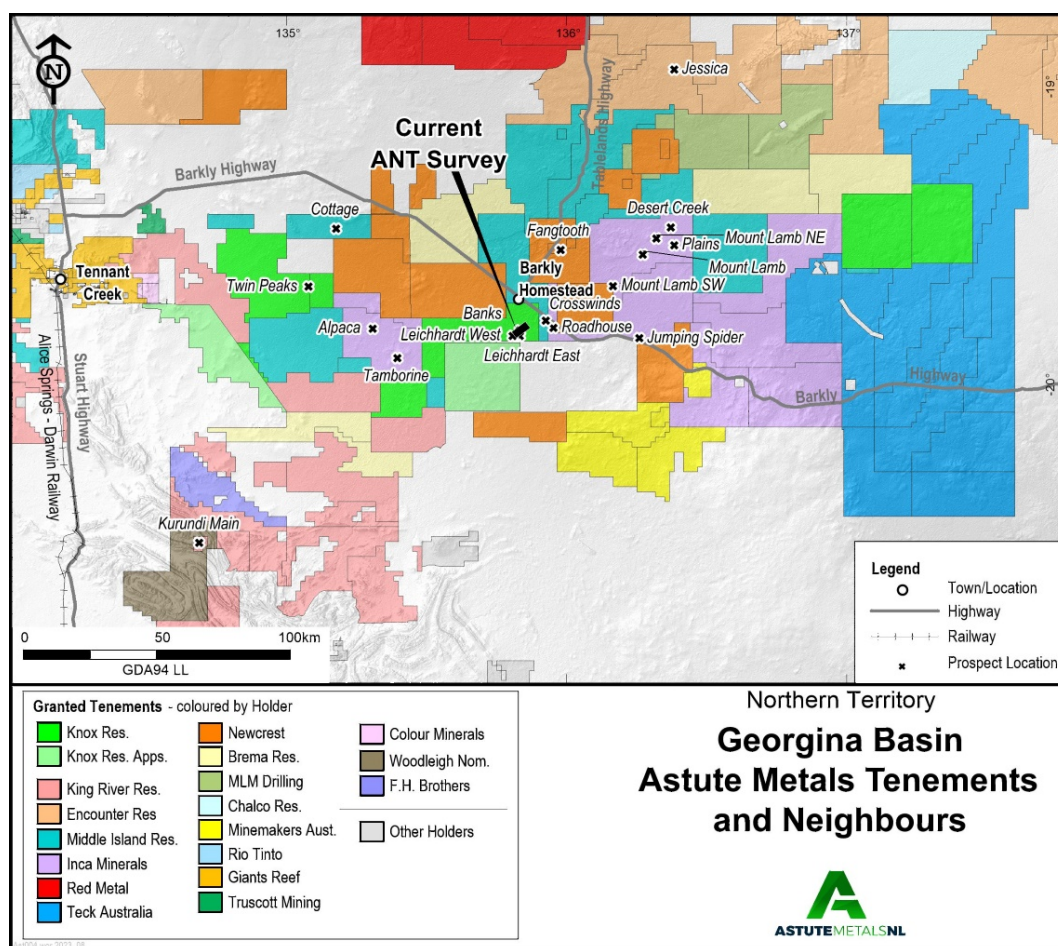 135°
136°
137°
-19°
-20°
N
Jessica
Current
ANT Survey
Tablelands Highway
Barkly Highway
Cottage
Desert Creek
Fangtooth
Mount Lamb NE
Plains
Mount Lamb
Tennant
Creek
Barkly
Homestead
Twin Peaks
Mount Lamb SW
Banks
Crosswinds
Alpaca
Leichhardt West
Roadhouse
Jumping Spider
Leichhardt East
Tamborine
Barkly
Highway
Alice Springs - Darwin Railway
Stuart Highway
Kurundi Main
0 50 100km
GDA94 LL
Legend
Town/Location
Highway
Railway
Prospect Location
Granted Tenements - coloured by Holder
Knox Res.
Knox Res. Apps.
King River Res.
Encounter Res
Middle Island Res.
Inca Minerals
Red Metal
Teck Australia
Newcrest
Brema Res.
MLM Drilling
Chalco Res.
Minemakers Aust.
Rio Tinto
Giants Reef
Truscott Mining
Colour Minerals
Woodleigh Nom.
F.H. Brothers
Other Holders
Northern Territory
Georgina Basin
Astute Metals Tenements
and Neighbours
ASTUTEMETALSNL